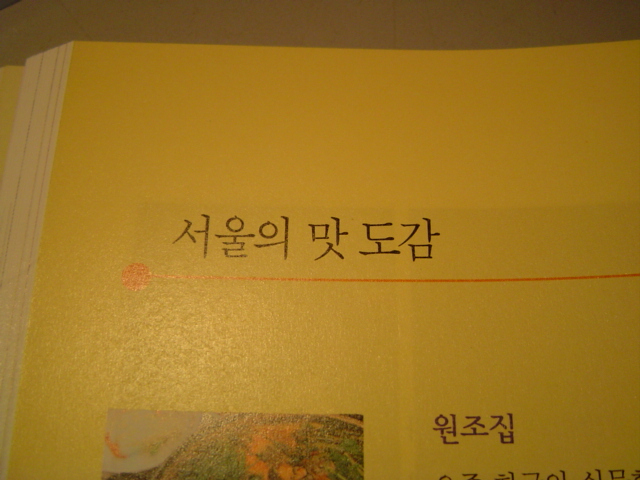 서울의 맛 도감
원조집